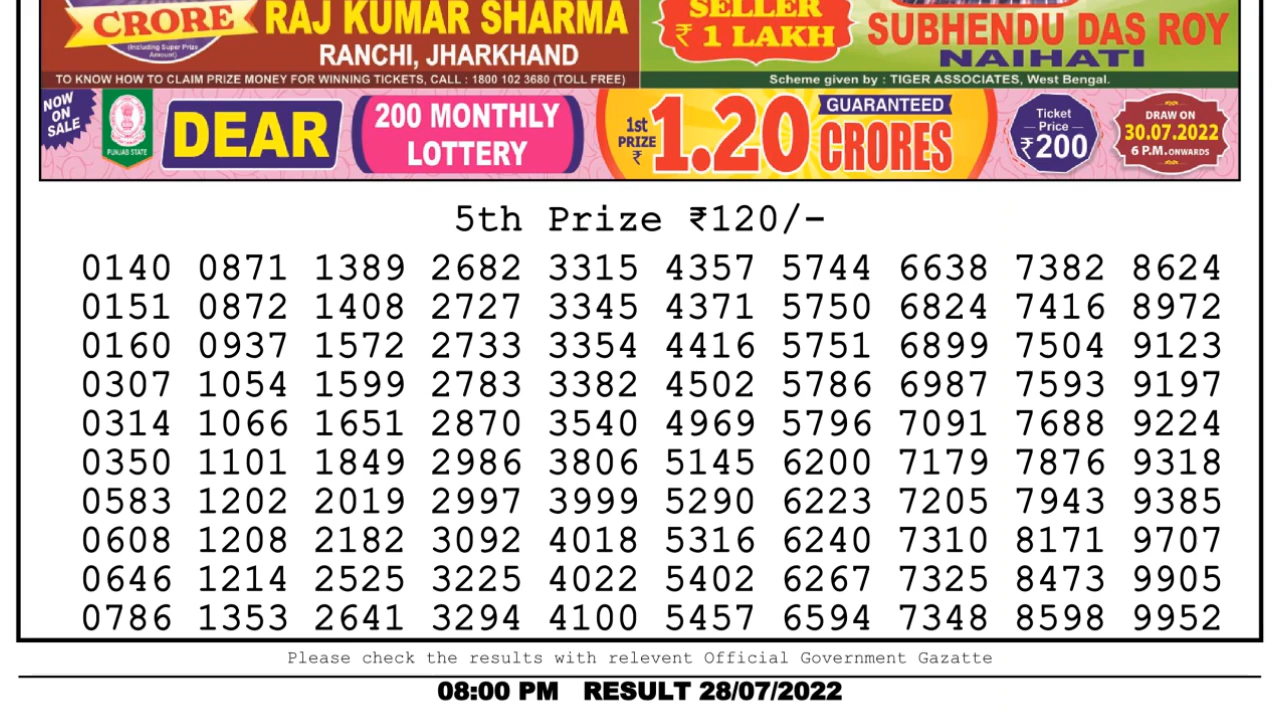 CRORE
(Including Super Prize
Amount)
RAJ KUMAR SHARMA
RANCHI, JHARKHAND
TO KNOW HOW TO CLAIM PRIZE MONEY FOR WINNING TICKETS, CALL : 1800 102 3680 (TOLL FREE)
SELLER
₹ 1 LAKH
SUBHENDU DAS ROY
NAIHATI
Scheme given by : TIGER ASSOCIATES, West Bengal.
NOW
ON
SALE
PUNJAB STATE
DEAR
200 MONTHLY
LOTTERY
1st
PRIZE
₹
1.20
GUARANTEED
CRORES
Ticket
Price
₹200
DRAW ON
30.07.2022
6 P.M. ONWARDS
5th Prize ₹120/-
0140 0871 1389 2682 3315 4357 5744 6638 7382 8624
0151 0872 1408 2727 3345 4371 5750 6824 7416 8972
0160 0937 1572 2733 3354 4416 5751 6899 7504 9123
0307 1054 1599 2783 3382 4502 5786 6987 7593 9197
0314 1066 1651 2870 3540 4969 5796 7091 7688 9224
0350 1101 1849 2986 3806 5145 6200 7179 7876 9318
0583 1202 2019 2997 3999 5290 6223 7205 7943 9385
0608 1208 2182 3092 4018 5316 6240 7310 8171 9707
0646 1214 2525 3225 4022 5402 6267 7325 8473 9905
0786 1353 2641 3294 4100 5457 6594 7348 8598 9952
Please check the results with relevent Official Government Gazatte
08:00 PM RESULT 28/07/2022